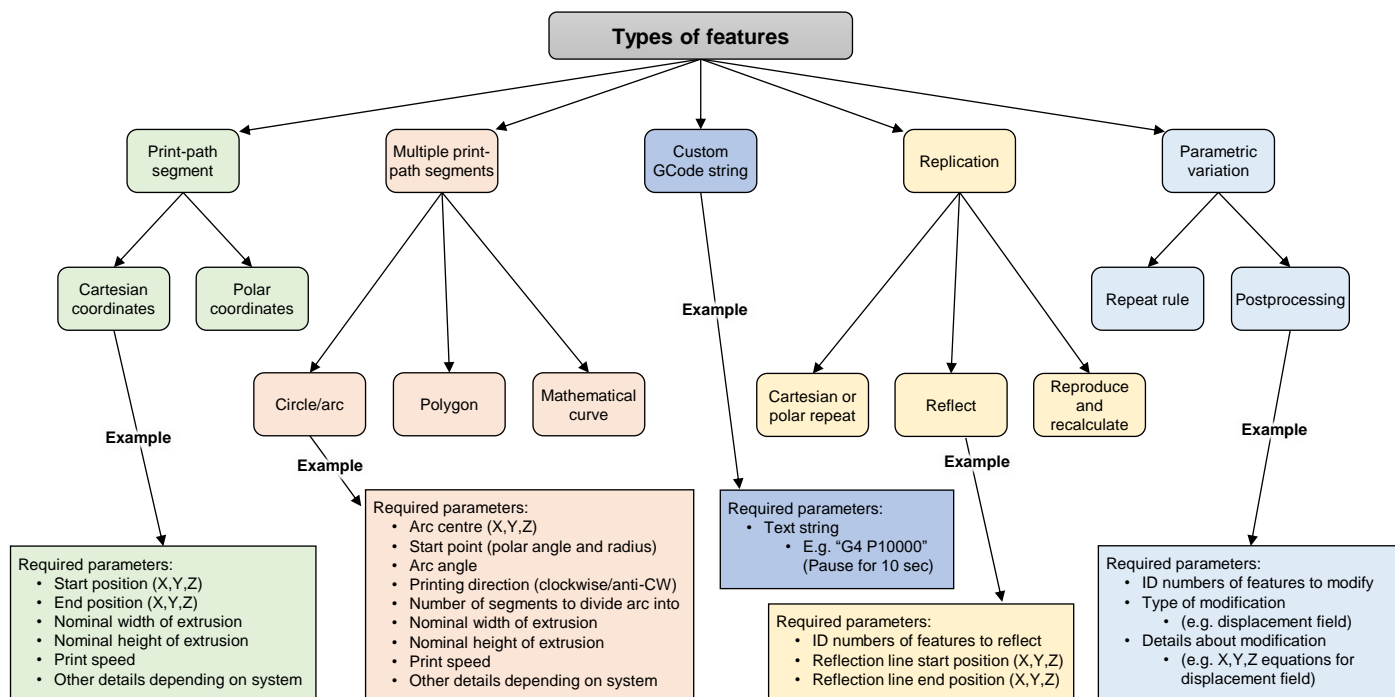 Types of features
Print-path
segment
Multiple print-
path segments
Custom
GCode string
Replication
Parametric
variation
Cartesian
coordinates
Polar
coordinates
Repeat rule
Postprocessing
Example
Circle/arc
Polygon
Mathematical
curve
Cartesian or
polar repeat
Reflect
Reproduce
and
recalculate
Example
Example
Example
Example
Required parameters:
• Start position (X,Y,Z)
• End position (X,Y,Z)
• Nominal width of extrusion
• Nominal height of extrusion
• Print speed
• Other details depending on system
Required parameters:
• Arc centre (X,Y,Z)
• Start point (polar angle and radius)
• Arc angle
• Printing direction (clockwise/anti-CW)
• Number of segments to divide arc into
• Nominal width of extrusion
• Nominal height of extrusion
• Print speed
• Other details depending on system
Required parameters:
• Text string
• E.g. “G4 P10000”
(Pause for 10 sec)
Required parameters:
• ID numbers of features to reflect
• Reflection line start position (X,Y,Z)
• Reflection line end position (X,Y,Z)
Required parameters:
• ID numbers of features to modify
• Type of modification
• (e.g. displacement field)
• Details about modification
• (e.g. X,Y,Z equations for
displacement field)